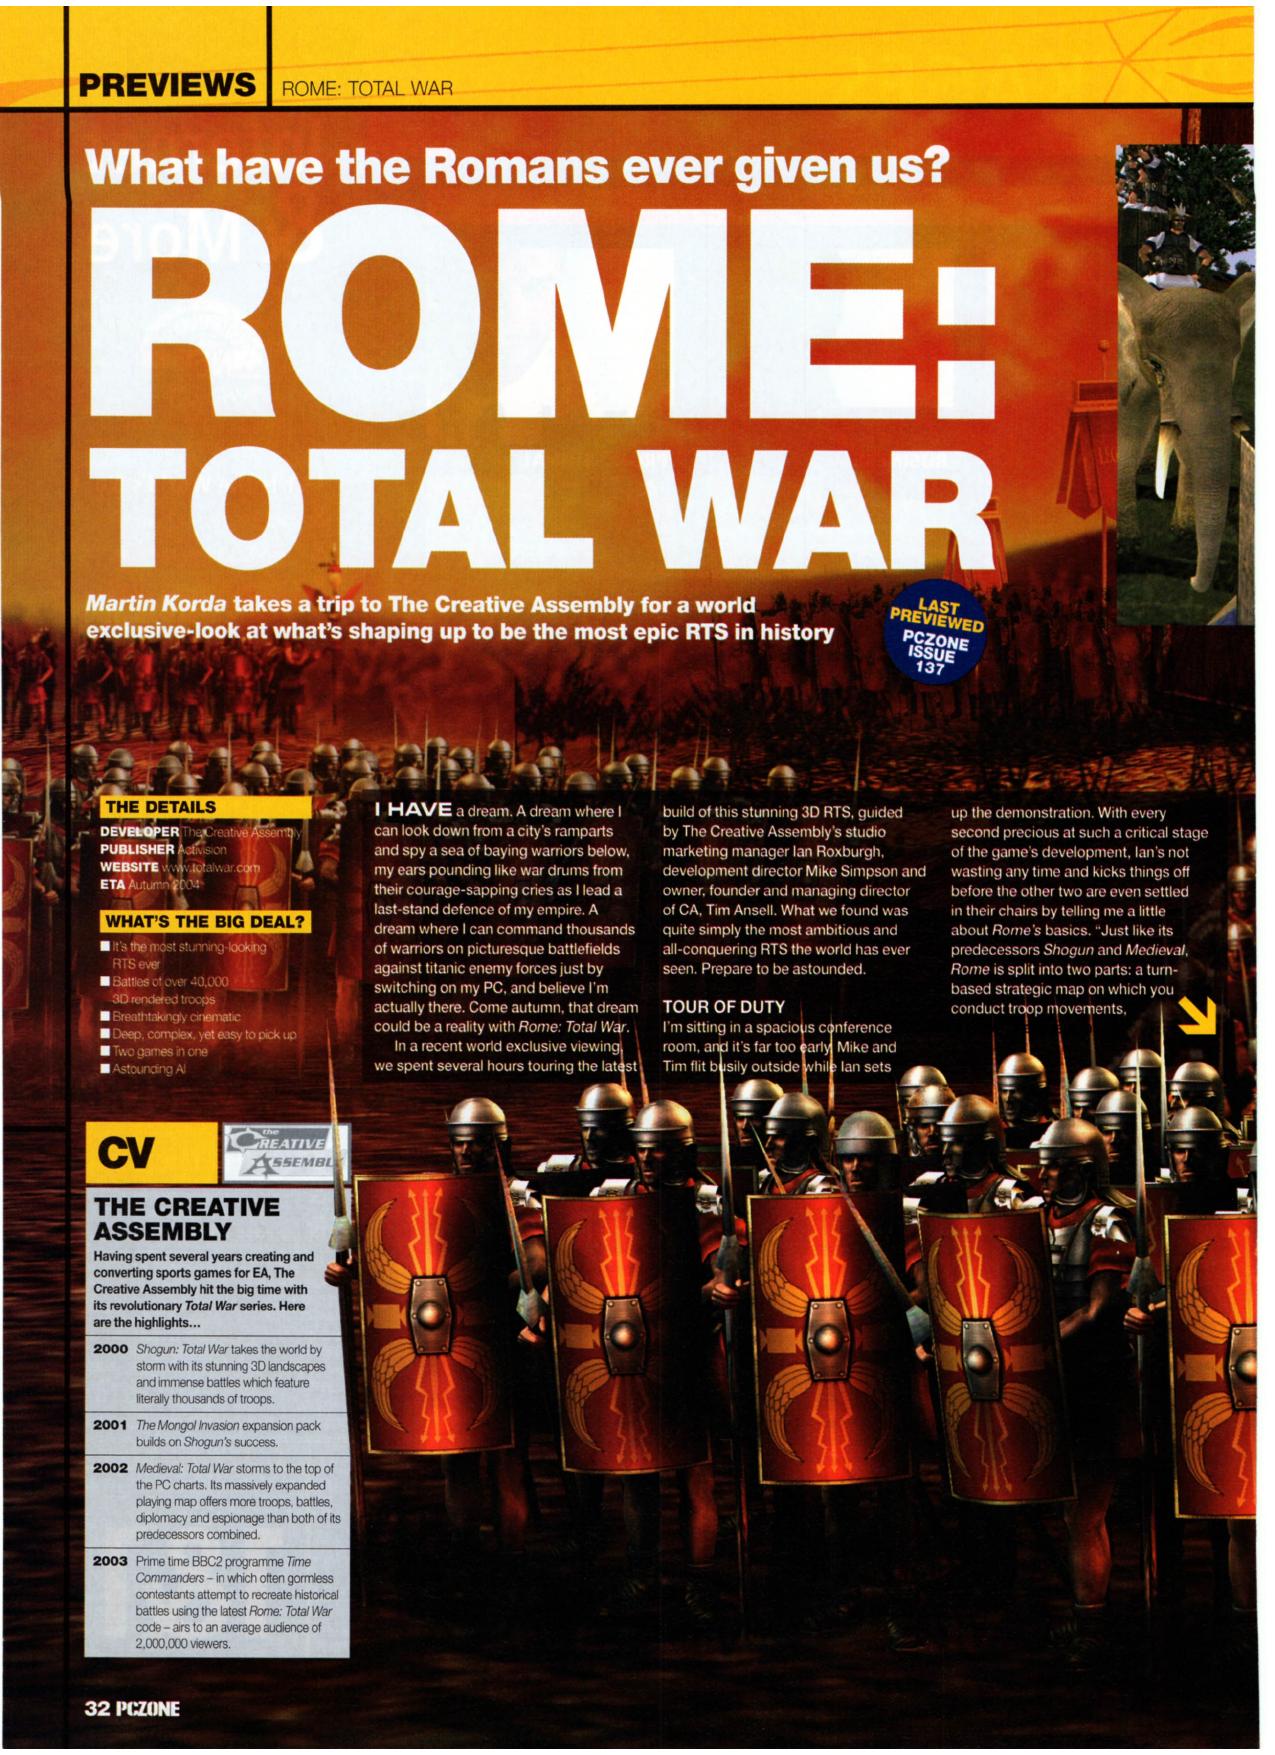 PREVIEWS
ROME: TOTAL WAR
What have the Romans ever given us?
ROME:
TOTAL WAR
Martin Korda takes a trip to The Creative Assembly for a world
exclusive-look at what's shaping up to be the most epic RTS in history
LAST
PREVIEWED
PCZONE
ISSUE
137
THE DETAILS
DEVELOPER The Creative Assembly
PUBLISHER Activision
WEBSITE www.totalwar.com
ETA Autumn 2004
WHAT'S THE BIG DEAL?
■ It's the most stunning-looking
RTS ever
■ Battles of over 40,000
3D rendered troops
■ Breathtakingly cinematic
■ Deep, complex, yet easy to pick up
■ Two games in one
■ Astounding AI
I HAVE a dream. A dream where I
can look down from a city's ramparts
and spy a sea of baying warriors below,
my ears pounding like war drums from
their courage-sapping cries as I lead a
last-stand defence of my empire. A
dream where I can command thousands
of warriors on picturesque battlefields
against titanic enemy forces just by
switching on my PC, and believe I'm
actually there. Come autumn, that dream
could be a reality with Rome: Total War.
In a recent world exclusive viewing,
we spent several hours touring the latest
build of this stunning 3D RTS, guided
by The Creative Assembly's studio
marketing manager Ian Roxburgh,
development director Mike Simpson and
owner, founder and managing director
of CA, Tim Ansell. What we found was
quite simply the most ambitious and
all-conquering RTS the world has ever
seen. Prepare to be astounded.
TOUR OF DUTY
I'm sitting in a spacious conference
room, and it's far too early. Mike and
Tim flit busily outside while Ian sets
up the demonstration. With every
second precious at such a critical stage
of the game's development, Ian's not
wasting any time and kicks things off
before the other two are even settled
in their chairs by telling me a little
about Rome's basics. "Just like its
predecessors Shogun and Medieval,
Rome is split into two parts: a turn-
based strategic map on which you
conduct troop movements,
CV
the
CREATIVE
ASSEMBLY
THE CREATIVE
ASSEMBLY
Having spent several years creating and
converting sports games for EA, The
Creative Assembly hit the big time with
its revolutionary Total War series. Here
are the highlights...
2000 Shogun: Total War takes the world by
storm with its stunning 3D landscapes
and immense battles which feature
literally thousands of troops.
2001 The Mongol Invasion expansion pack
builds on Shogun's success.
2002 Medieval: Total War storms to the top of
the PC charts. Its massively expanded
playing map offers more troops, battles,
diplomacy and espionage than both of its
predecessors combined.
2003 Prime time BBC2 programme Time
Commanders – in which often gormless
contestants attempt to recreate historical
battles using the latest Rome: Total War
code – airs to an average audience of
2,000,000 viewers.
32 PCZONE